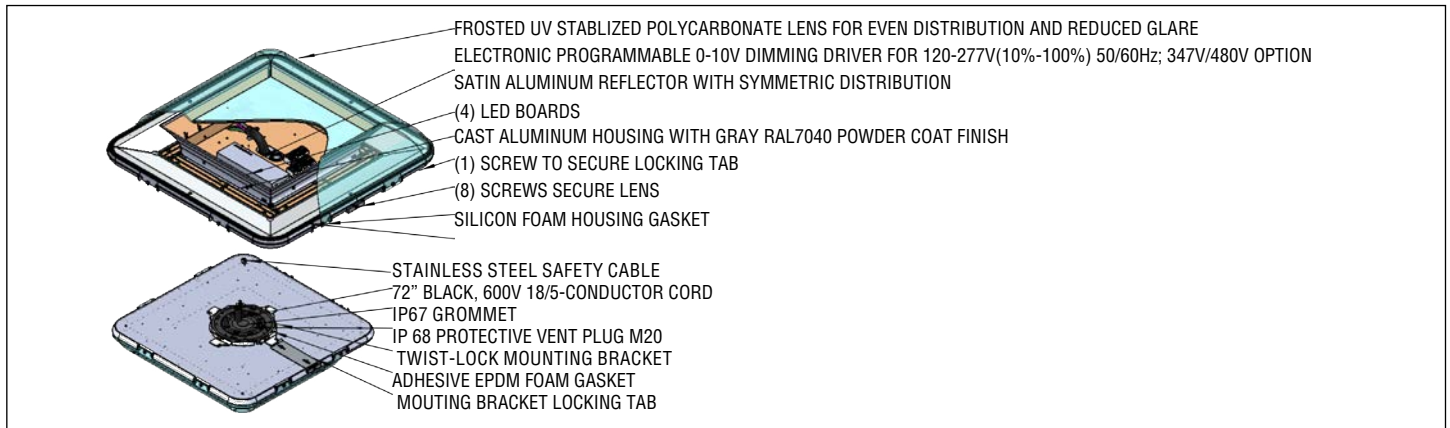 FROSTED UV STABLIZED POLYCARBONATE LENS FOR EVEN DISTRIBUTION AND REDUCED GLARE
ELECTRONIC PROGRAMMABLE 0-10V DIMMING DRIVER FOR 120-277V(10%-100%) 50/60Hz; 347V/480V OPTION
SATIN ALUMINUM REFLECTOR WITH SYMMETRIC DISTRIBUTION
(4) LED BOARDS
CAST ALUMINUM HOUSING WITH GRAY RAL7040 POWDER COAT FINISH
(1) SCREW TO SECURE LOCKING TAB
(8) SCREWS SECURE LENS
SILICON FOAM HOUSING GASKET
STAINLESS STEEL SAFETY CABLE
72" BLACK, 600V 18/5-CONDUCTOR CORD
IP67 GROMMET
IP 68 PROTECTIVE VENT PLUG M20
TWIST-LOCK MOUNTING BRACKET
ADHESIVE EPDM FOAM GASKET
MOUTING BRACKET LOCKING TAB